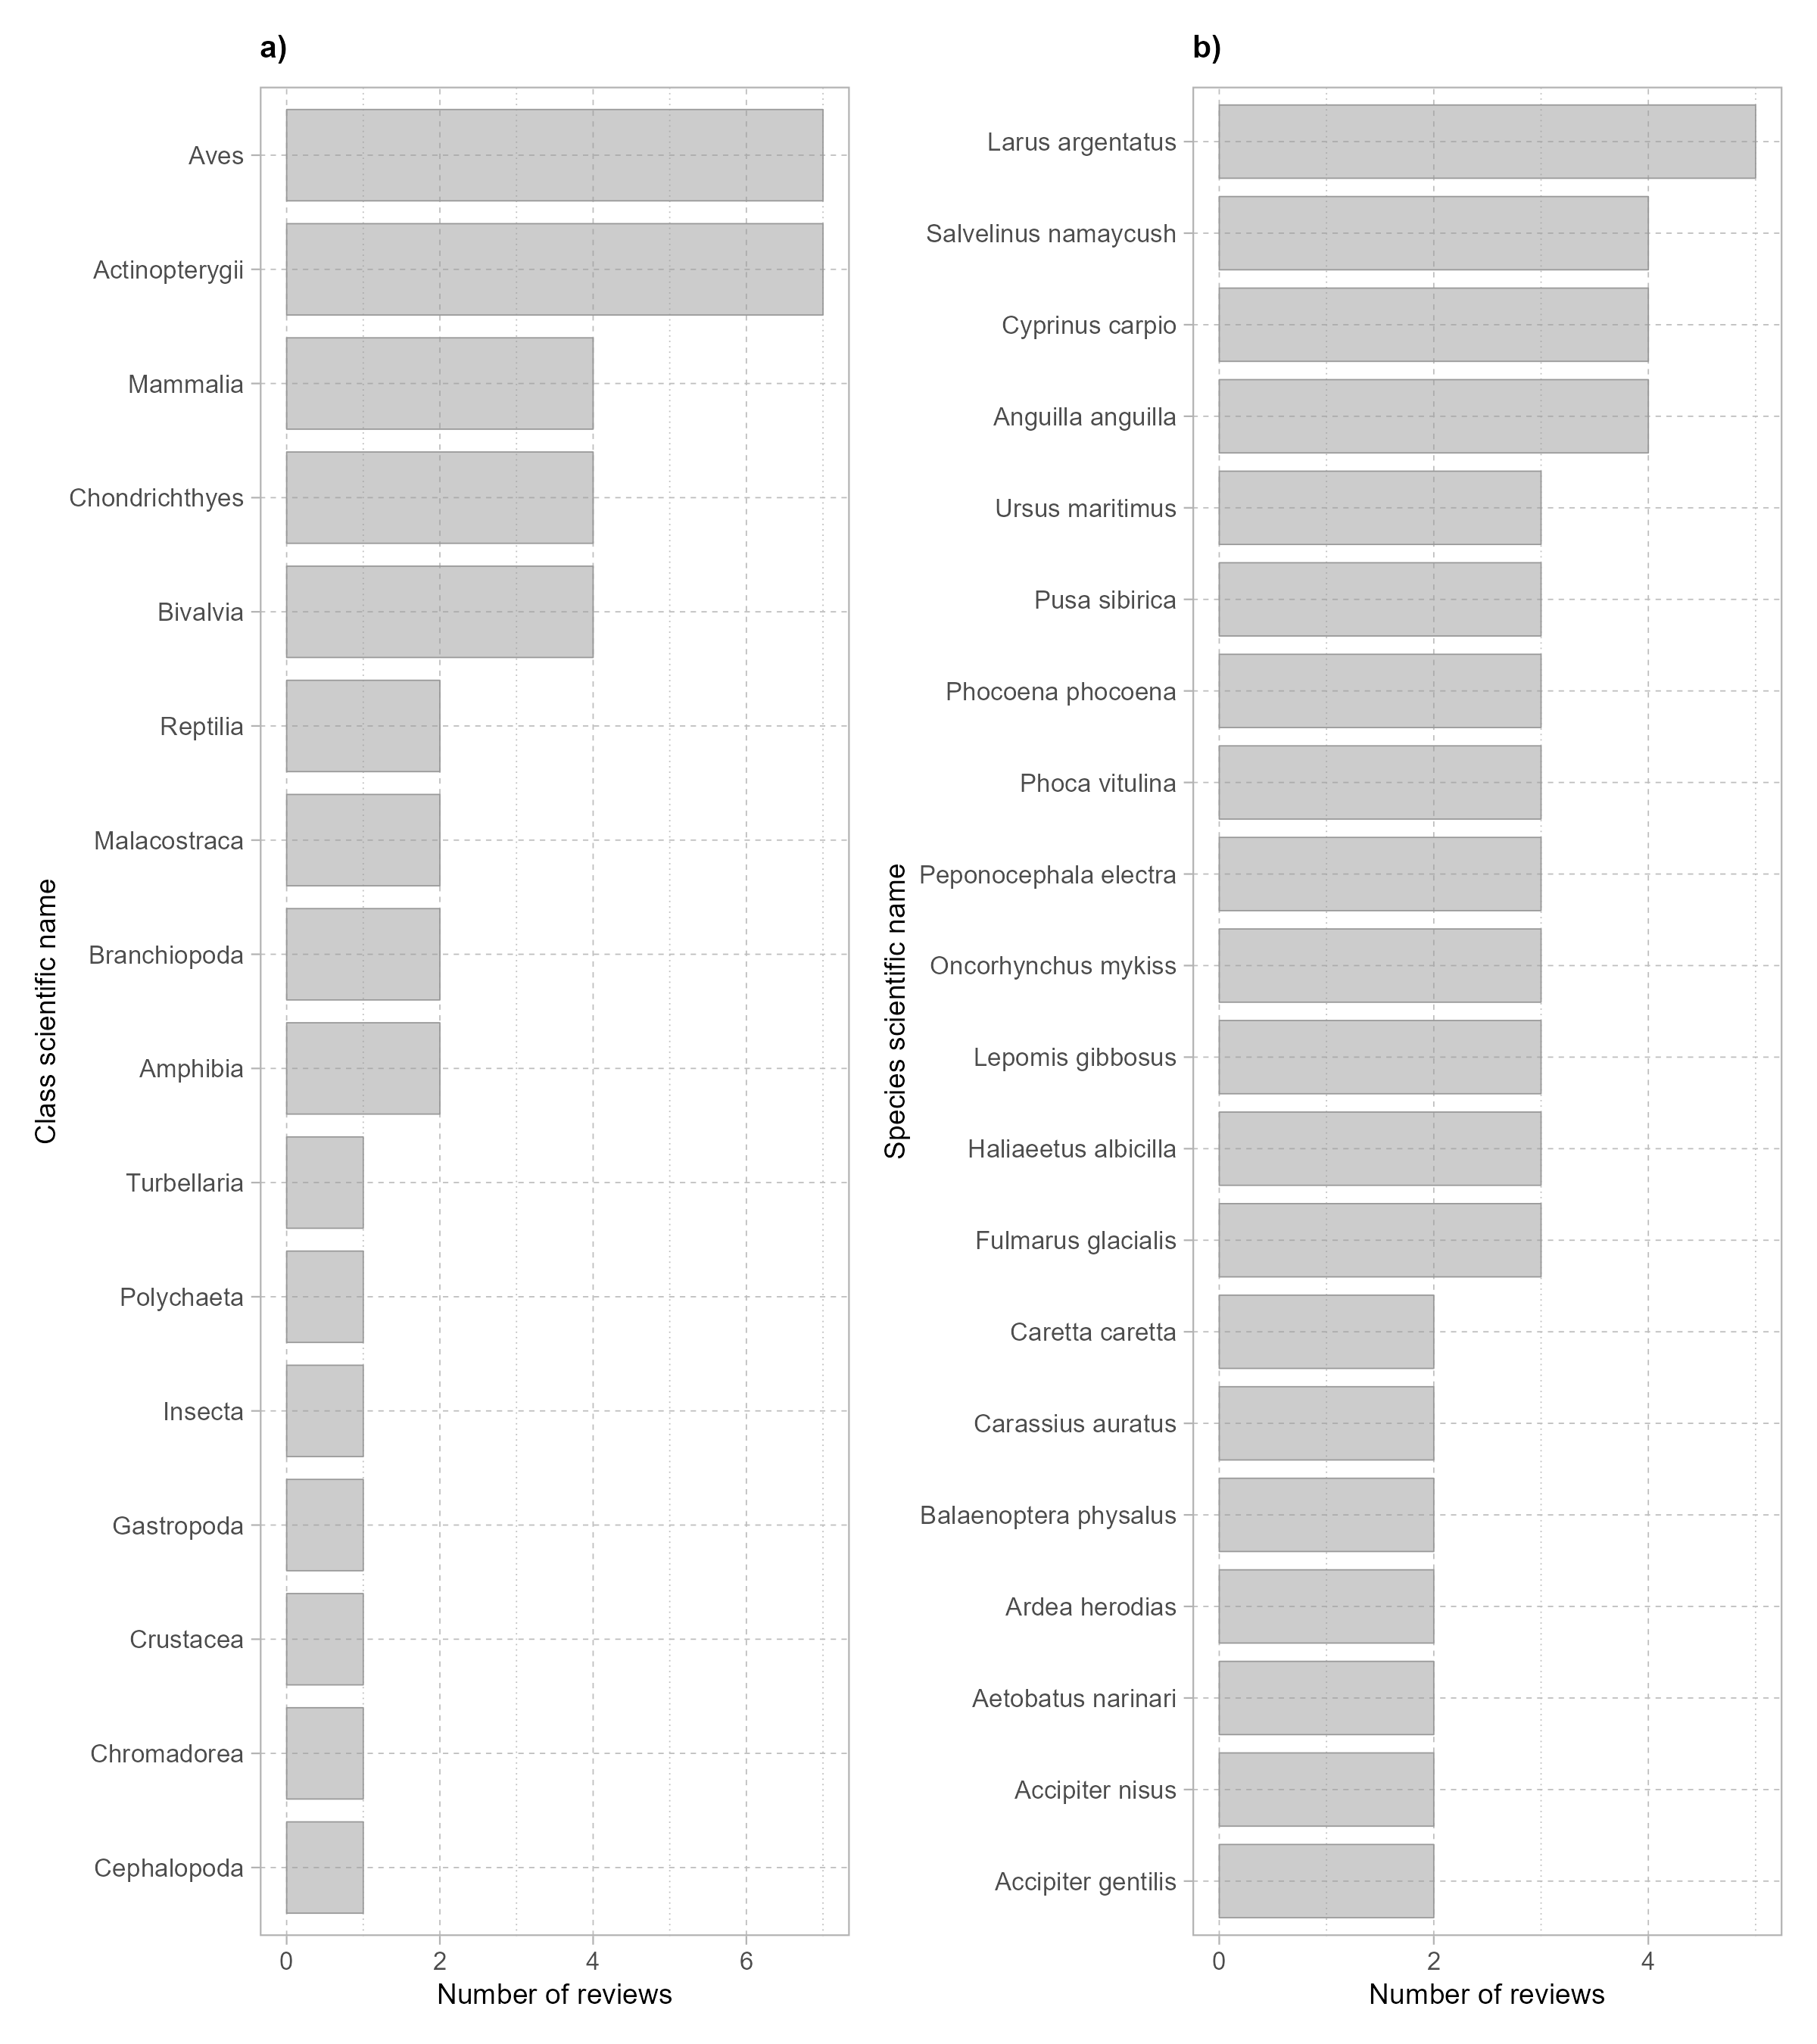 a)
Class scientific name
Aves
Actinopterygii
Mammalia
Chondrichthyes
Bivalvia
Reptilia
Malacostraca
Branchiopoda
Amphibia
Turbellaria
Polychaeta
Insecta
Gastropoda
Crustacea
Chromadorea
Cephalopoda
0 2 4 6
Number of reviews
b)
Species scientific name
Larus argentatus
Salvelinus namaycush
Cyprinus carpio
Anguilla anguilla
Ursus maritimus
Pusa sibirica
Phocoena phocoena
Phoca vitulina
Peponocephala electra
Oncorhynchus mykiss
Lepomis gibbosus
Haliaeetus albicilla
Fulmarus glacialis
Caretta caretta
Carassius auratus
Balaenoptera physalus
Ardea herodias
Aetobatus narinari
Accipiter nisus
Accipiter gentilis
0 2 4
Number of reviews